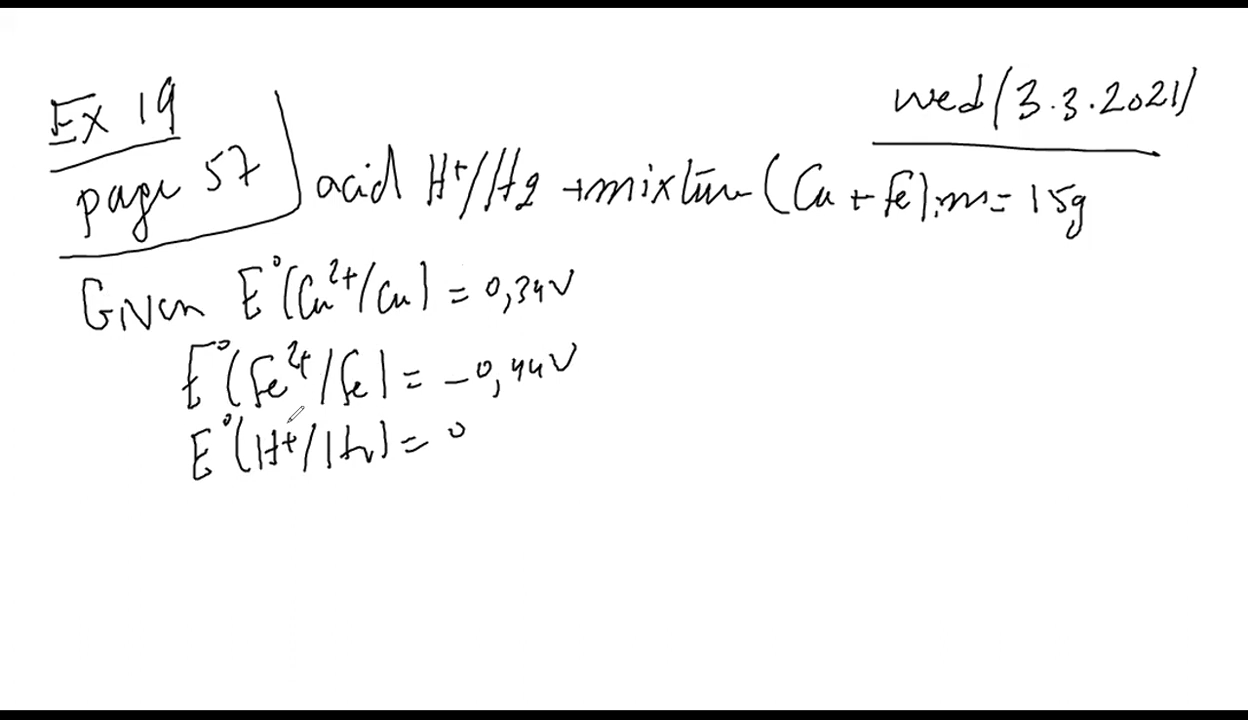 wed/3.3.2021/
Ex 19
page 57
acid H+/H2 + mixture (Cu + Fe), m = 15g
Given E°(Cu2+/Cu) = 0,34V
E°(Fe2+/Fe) = -0,44V
E°(H+/H2) = 0